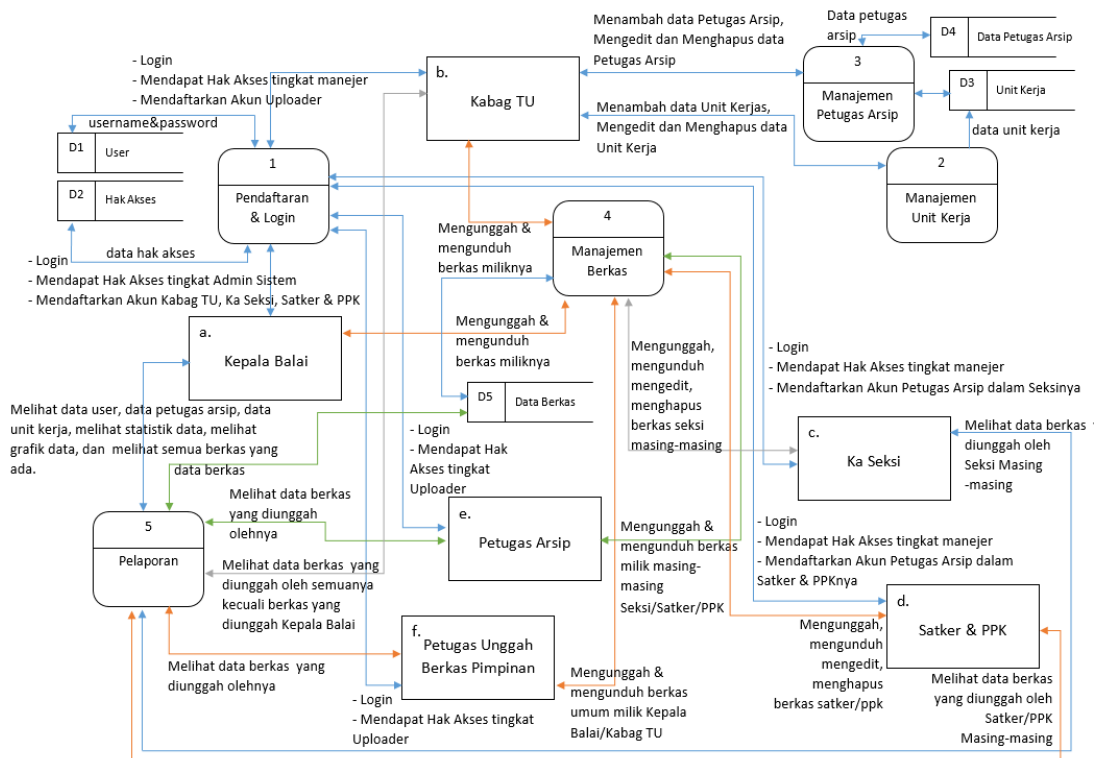 - Login
- Mendapat Hak Akses tingkat manejer
- Mendaftarkan Akun Uploader
b.
Kabag TU
Menambah data Petugas Arsip,
Mengedit dan Menghapus data
Petugas Arsip
Data petugas
arsip
D4
Data Petugas Arsip
3
Manajemen
Petugas Arsip
D3
Unit Kerja
data unit kerja
Menambah data Unit Kerjas,
Mengedit dan Menghapus data
Unit Kerja
2
Manajemen
Unit Kerja
username&password
D1
User
D2
Hak Akses
1
Pendaftaran
& Login
data hak akses
- Login
- Mendapat Hak Akses tingkat Admin Sistem
- Mendaftarkan Akun Kabag TU, Ka Seksi, Satker & PPK
4
Manajemen
Berkas
Mengunggah &
mengunduh
berkas miliknya
a.
Kepala Balai
Mengunggah &
mengunduh
berkas miliknya
Mengunggah,
mengunduh
mengedit,
menghapus
berkas seksi
masing-masing
- Login
- Mendapat Hak Akses tingkat manejer
- Mendaftarkan Akun Petugas Arsip dalam Seksinya
D5
Data Berkas
Melihat data user, data petugas arsip, data
unit kerja, melihat statistik data, melihat
grafik data, dan melihat semua berkas yang
ada.
data berkas
- Login
- Mendapat Hak
Akses tingkat
Uploader
c.
Ka Seksi
Melihat data berkas
diunggah oleh
Seksi Masing
-masing
Melihat data berkas
yang diunggah
olehnya
5
Pelaporan
e.
Petugas Arsip
Mengunggah &
mengunduh berkas
milik masing-
masing
Seksi/Satker/PPK
- Login
- Mendapat Hak Akses tingkat manejer
- Mendaftarkan Akun Petugas Arsip dalam
Satker & PPKnya
Melihat data berkas yang
diunggah oleh semuanya
kecuali berkas yang
diunggah Kepala Balai
d.
Satker & PPK
f.
Petugas Unggah
Berkas Pimpinan
Melihat data berkas yang
diunggah olehnya
- Login
- Mendapat Hak Akses tingkat
Uploader
Mengunggah &
mengunduh berkas
umum milik Kepala
Balai/Kabag TU
Mengunggah,
mengunduh
mengedit,
menghapus
berkas satker/ppk
Melihat data berkas
yang diunggah oleh
Satker/PPK
Masing-masing